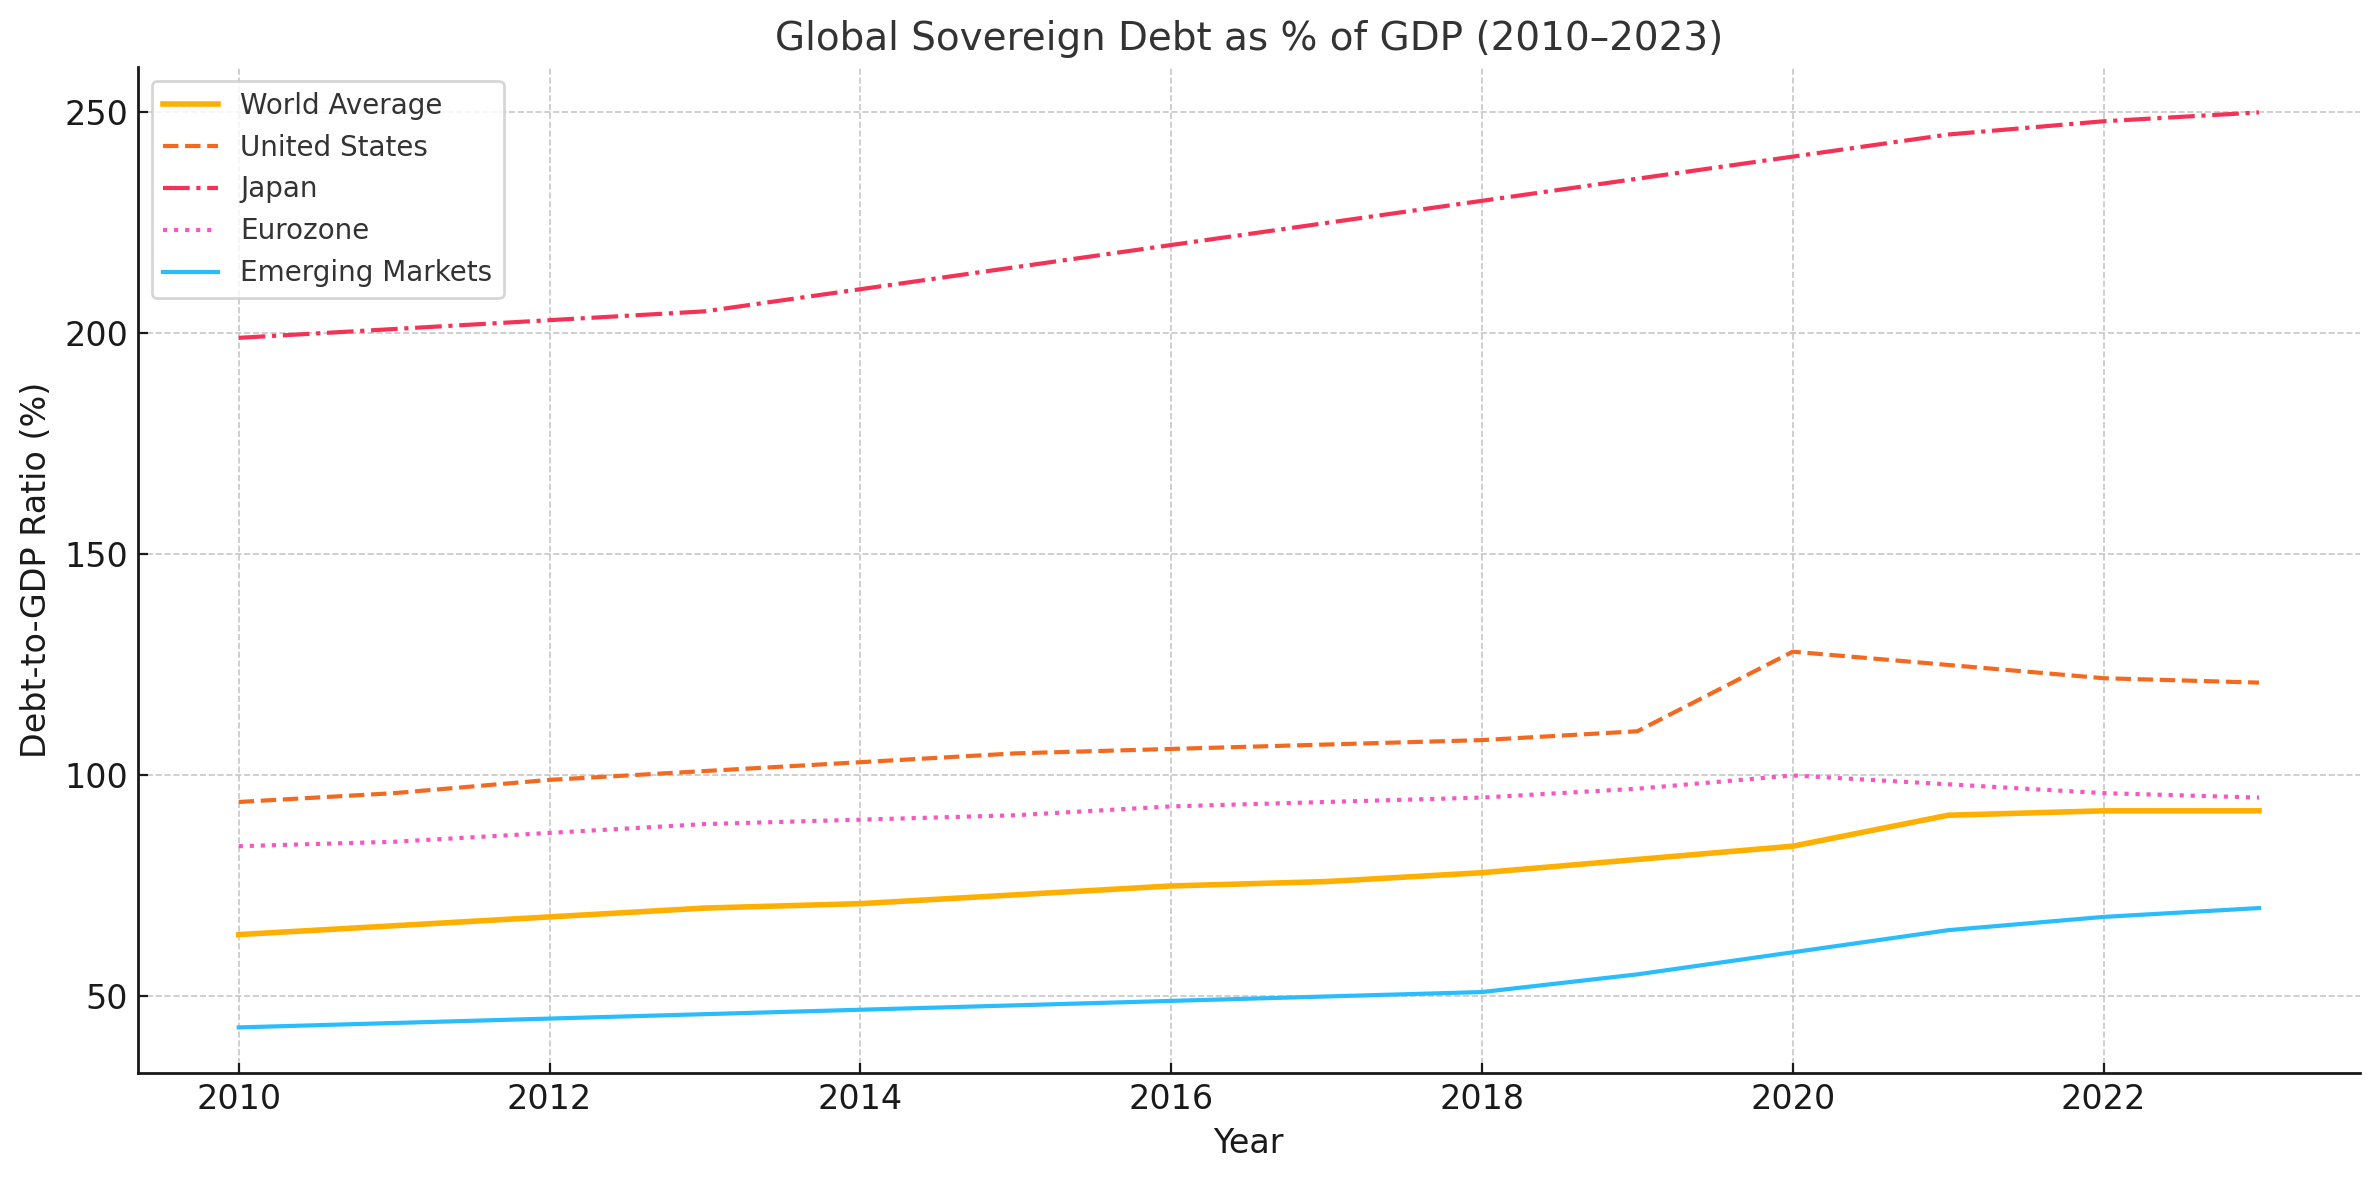 Global Sovereign Debt as % of GDP (2010–2023)
World Average
United States
Japan
Eurozone
Emerging Markets
Debt-to-GDP Ratio (%)
250
200
150
100
50
2010 2012 2014 2016 2018 2020 2022
Year